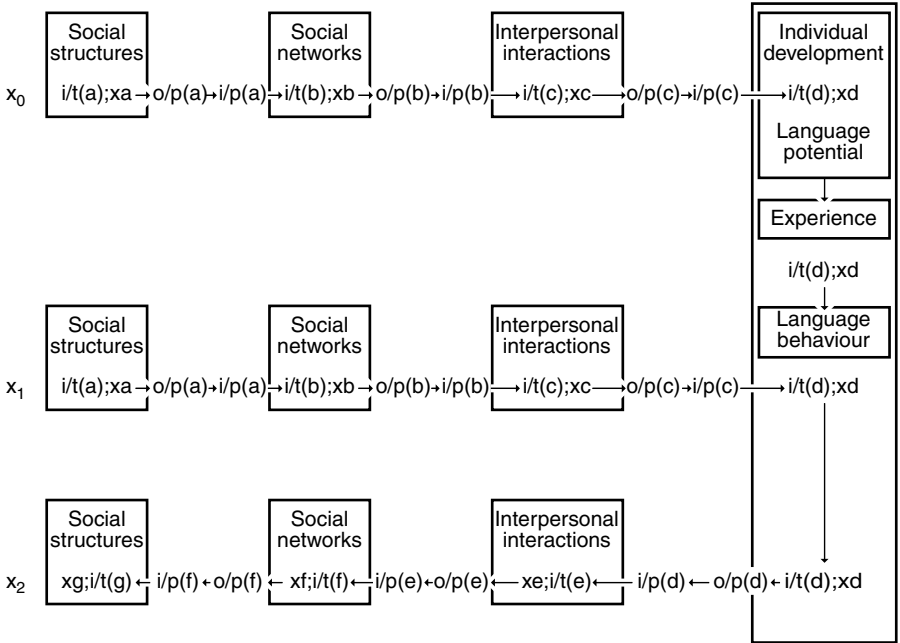 Social structures
Social networks
Interpersonal interactions
Individual development
x0 i/t(a);xa o/p(a) i/p(a) i/t(b);xb o/p(b) i/p(b) i/t(c);xc o/p(c) i/p(c) i/t(d);xd
Language potential
Experience
i/t(d);xd
Language behaviour
Social structures
Social networks
Interpersonal interactions
x1 i/t(a);xa o/p(a) i/p(a) i/t(b);xb o/p(b) i/p(b) i/t(c);xc o/p(c) i/p(c) i/t(d);xd
Social structures
Social networks
Interpersonal interactions
x2 xg;i/t(g) i/p(f) o/p(f) xf;i/t(f) i/p(e) o/p(e) xe;i/t(e) i/p(d) o/p(d) i/t(d);xd